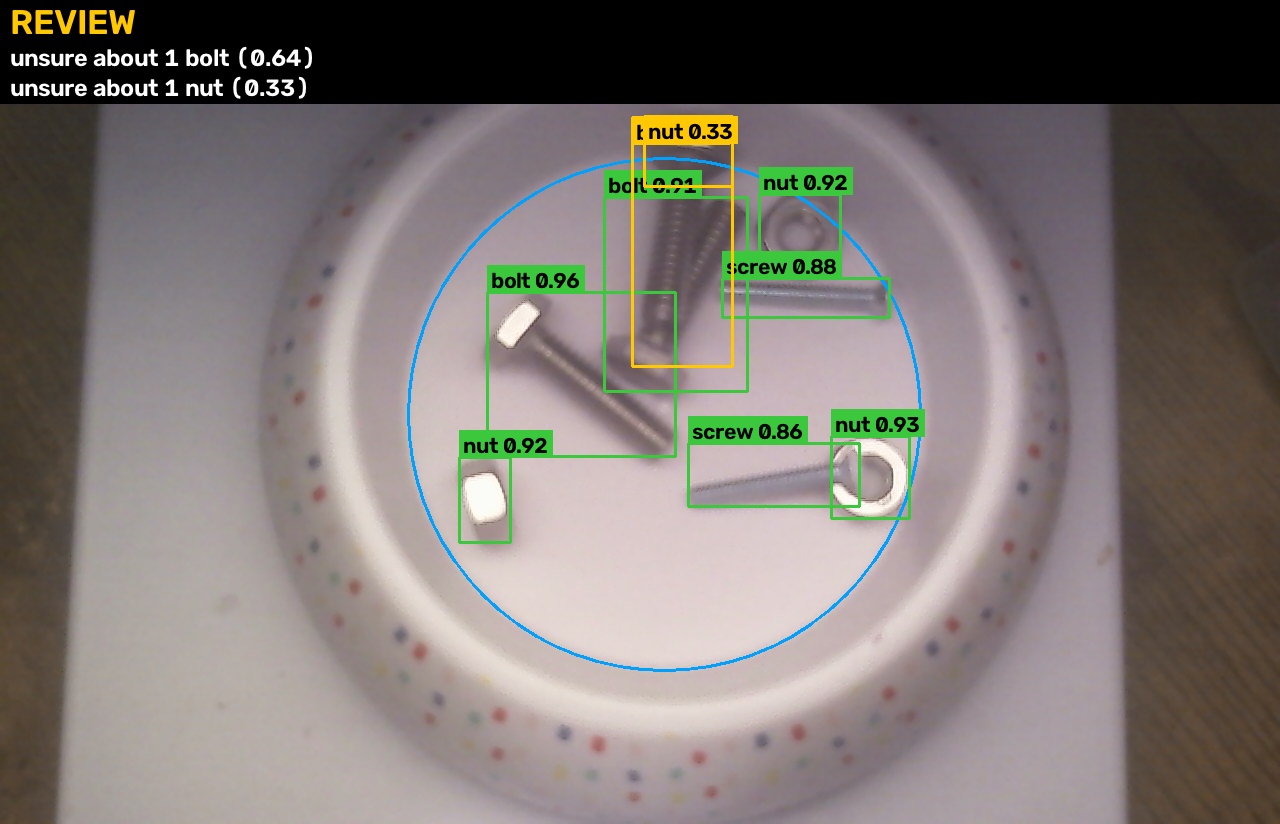 REVIEW
unsure about 1 bolt (0.64)
unsure about 1 nut (0.33)
nut 0.33
bolt 0.91
nut 0.92
screw 0.88
bolt 0.96
nut 0.92
screw 0.86
nut 0.93